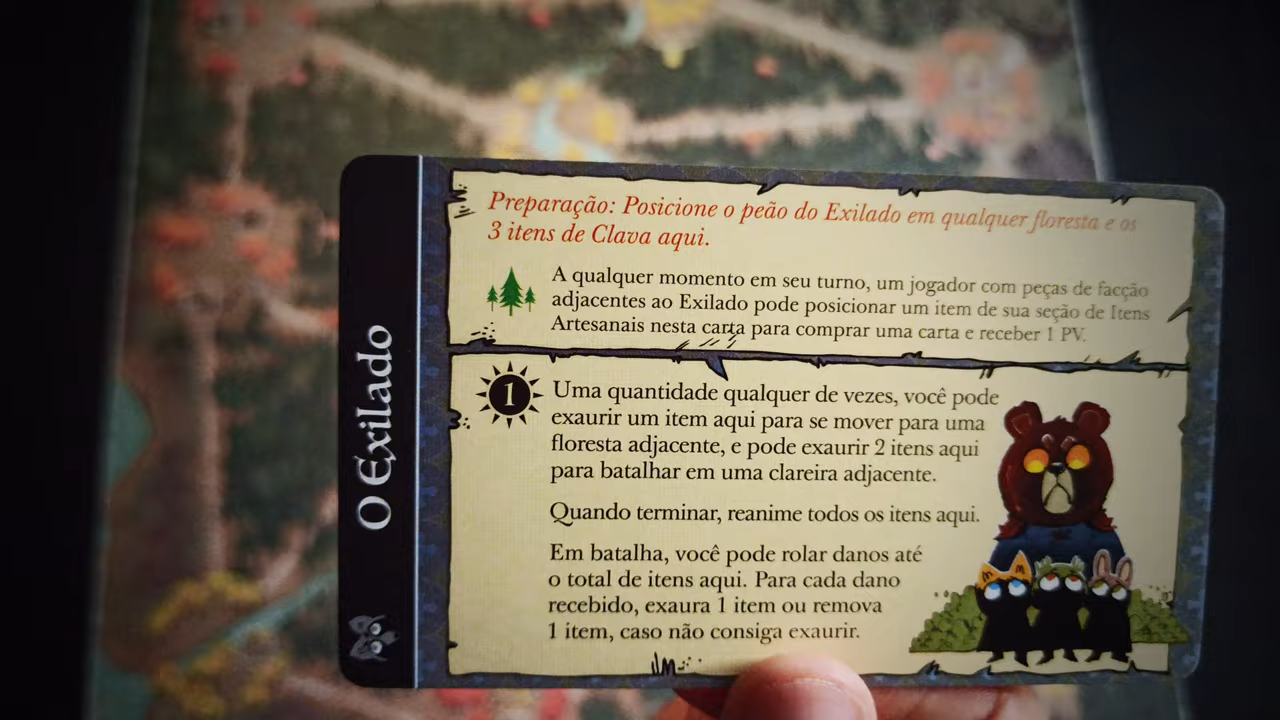 O Exilado
Preparação: Posicione o peão do Exilado em qualquer floresta e os
3 itens de Clava aqui.
A qualquer momento em seu turno, um jogador com peças de facção
adjacentes ao Exilado pode posicionar um item de sua seção de Itens
Artesanais nesta carta para comprar uma carta e receber 1 PV.
1
Uma quantidade qualquer de vezes, você pode
exaurir um item aqui para se mover para uma
floresta adjacente, e pode exaurir 2 itens aqui
para batalhar em uma clareira adjacente.
Quando terminar, reanime todos os itens aqui.
Em batalha, você pode rolar danos até
o total de itens aqui. Para cada dano
recebido, exaura 1 item ou remova
1 item, caso não consiga exaurir.